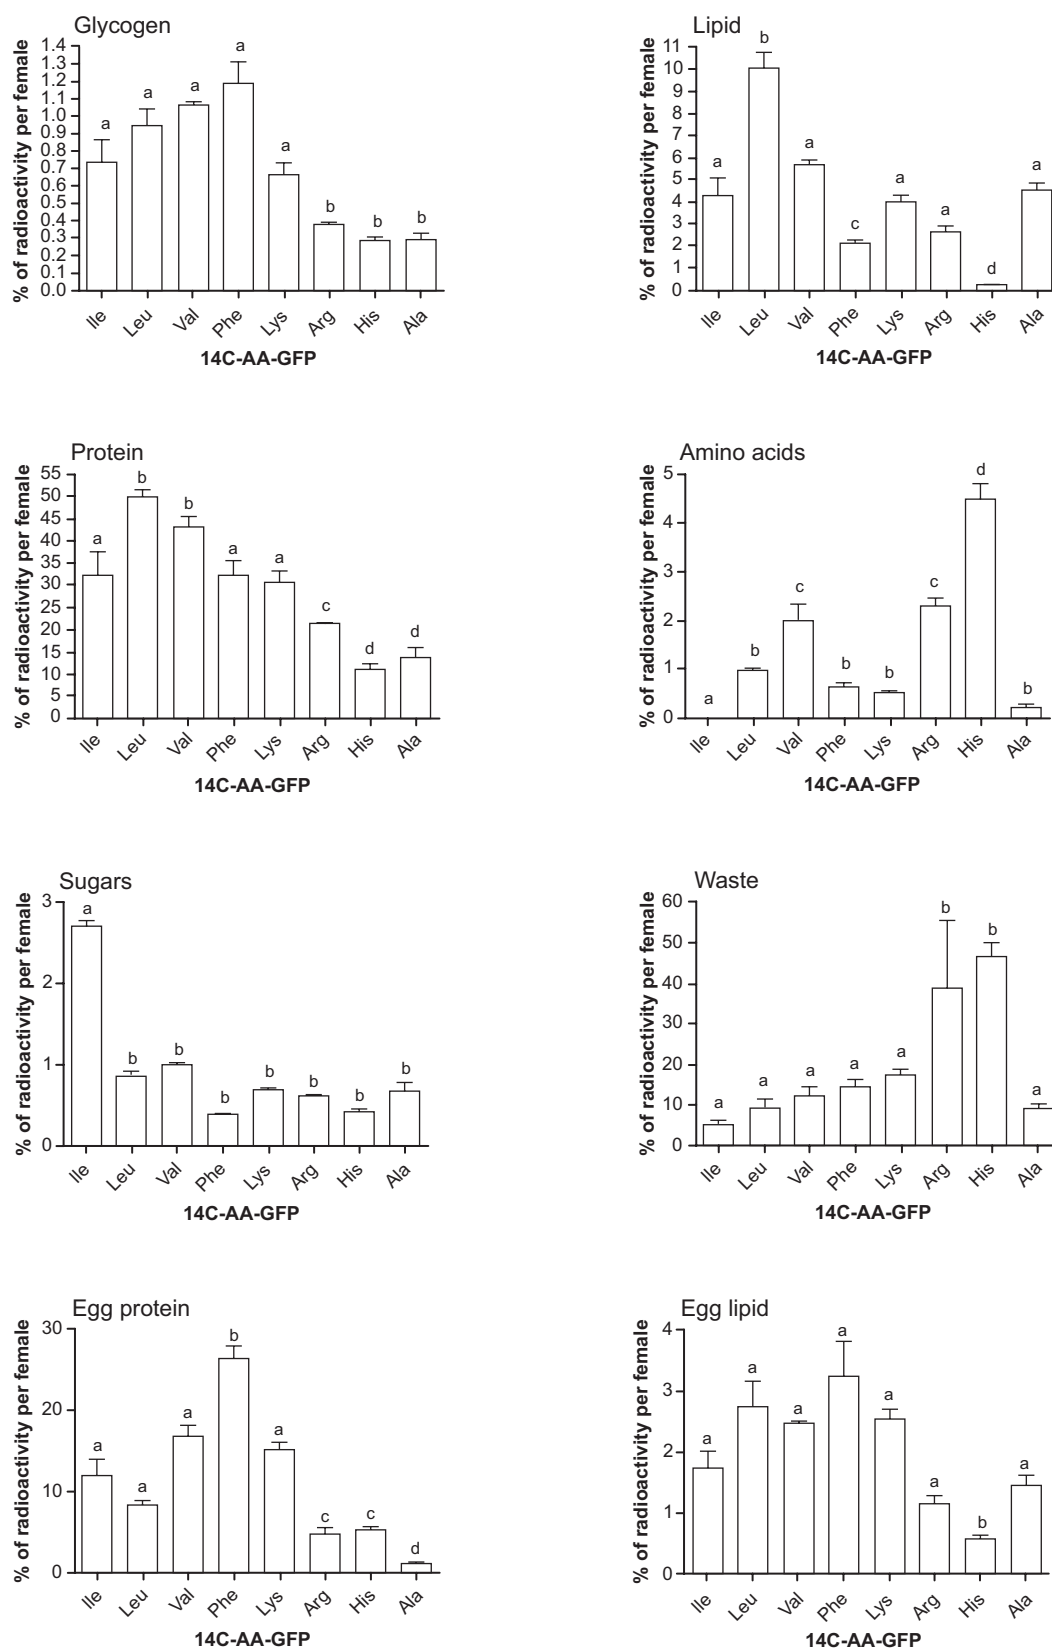 Glycogen
% of radioactivity per female
1.4
1.3
1.2
1.1
1.0
0.9
0.8
0.7
0.6
0.5
0.4
0.3
0.2
0.1
0.0
a a a a a b b b
Ile Leu Val Phe Lys Arg His Ala
14C-AA-GFP
Lipid
% of radioactivity per female
11
10
9
8
7
6
5
4
3
2
1
0
a b a c a a d a
Ile Leu Val Phe Lys Arg His Ala
14C-AA-GFP
Protein
% of radioactivity per female
55
50
45
40
35
30
25
20
15
10
5
0
a b b a a c d d
Ile Leu Val Phe Lys Arg His Ala
14C-AA-GFP
Amino acids
% of radioactivity per female
5
4
3
2
1
0
a b c b b c d b
Ile Leu Val Phe Lys Arg His Ala
14C-AA-GFP
Sugars
% of radioactivity per female
3
2
1
0
a b b b b b b b
Ile Leu Val Phe Lys Arg His Ala
14C-AA-GFP
Waste
% of radioactivity per female
60
50
40
30
20
10
0
a a a a a b b a
Ile Leu Val Phe Lys Arg His Ala
14C-AA-GFP
Egg protein
% of radioactivity per female
30
20
10
0
a a a b a c c d
Ile Leu Val Phe Lys Arg His Ala
14C-AA-GFP
Egg lipid
% of radioactivity per female
4
3
2
1
0
a a a a a a b a
Ile Leu Val Phe Lys Arg His Ala
14C-AA-GFP